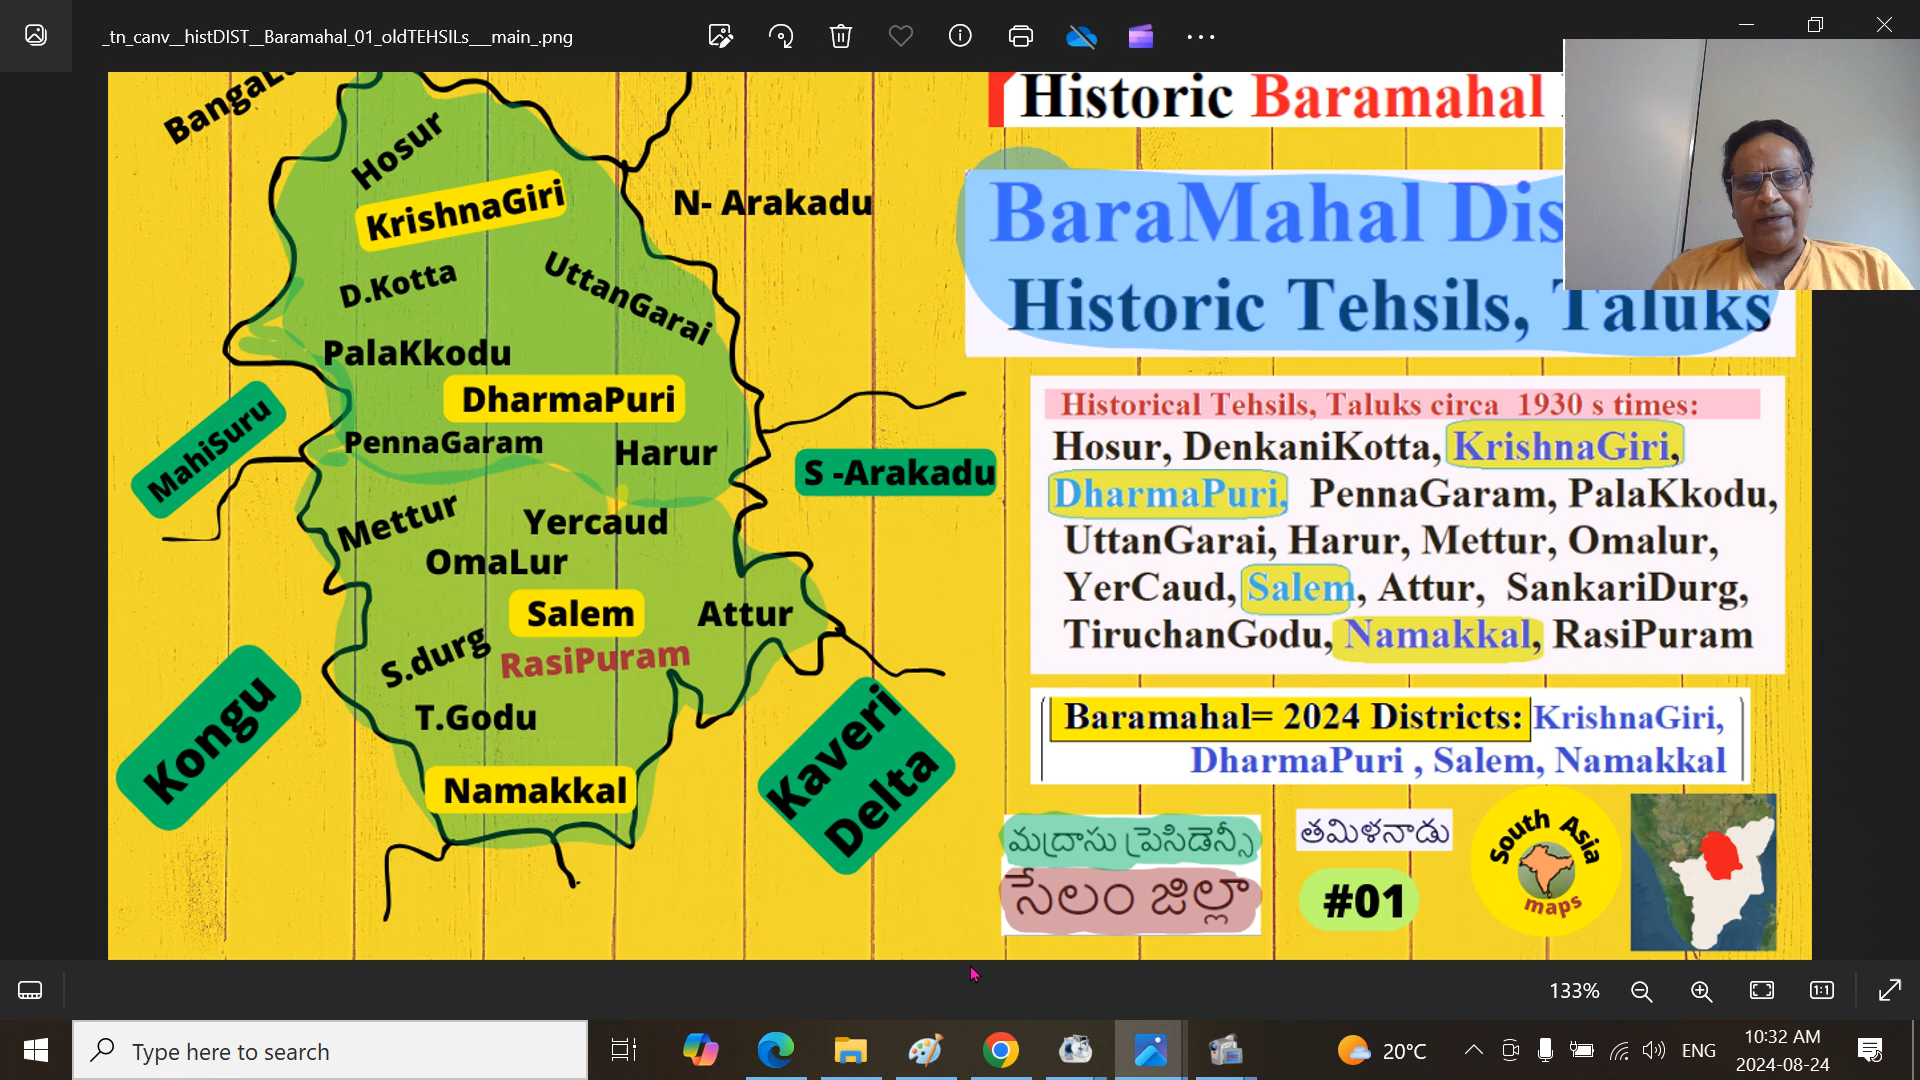 _tn_canv__histDIST__Baramahal_01_oldTEHSILs___main_.png
Hosur
KrishnaGiri
N- Arakadu
D.Kotta
UttanGarai
PalaKkodu
DharmaPuri
MahiSuru
PennaGaram
Harur
S -Arakadu
Mettur
Yercaud
OmaLur
Salem
Attur
S.durg
RasiPuram
T.Godu
Kongu
Kaveri
Delta
Namakkal
Historic Baramahal
BaraMahal
Historic Tehsils, Taluks
Historical Tehsils, Taluks circa 1930 s times:
Hosur, DenkaniKotta, KrishnaGiri,
DharmaPuri, PennaGaram, PalaKkodu,
UttanGarai, Harur, Mettur, Omalur,
YerCaud, Salem, Attur, SankariDurg,
TiruchanGodu, Namakkal, RasiPuram
Baramahal= 2024 Districts: KrishnaGiri,
DharmaPuri , Salem, Namakkal
మద్రాసు ప్రెసిడెన్సీ
సేలం జిల్లా
తమిళనాడు
#01
South Asia
maps
133%
1:1
Type here to search
20°C
ENG
10:32 AM
2024-08-24